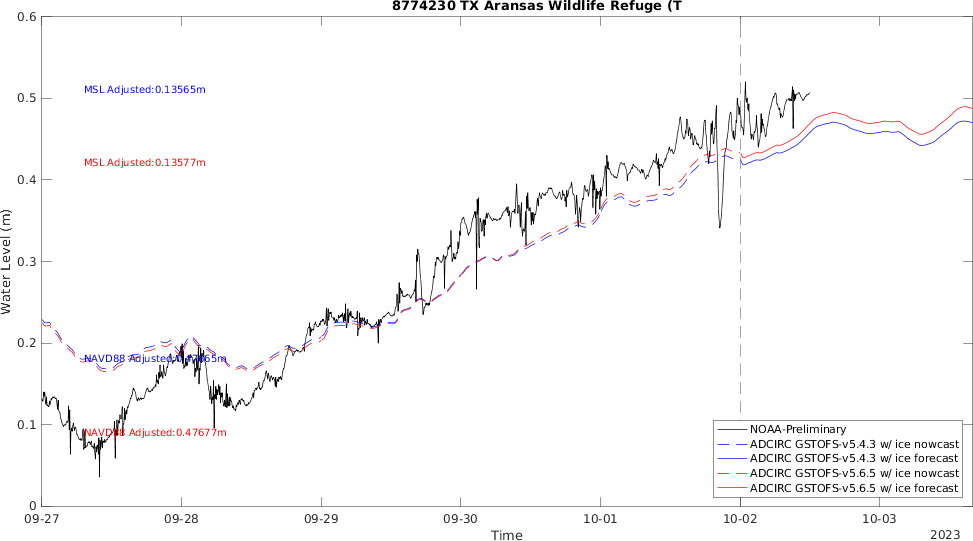 8774230 TX Aransas Wildlife Refuge (T
0.6
0.5
0.4
0.3
0.2
0.1
0
Water Level (m)
MSL Adjusted:0.13565m
MSL Adjusted:0.13577m
NAVD88 Adjusted:
NAVD88 Adjusted:0.47677m
NOAA-Preliminary
ADCIRC GSTOFS-v5.4.3 w/ ice nowcast
ADCIRC GSTOFS-v5.4.3 w/ ice forecast
ADCIRC GSTOFS-v5.6.5 w/ ice nowcast
ADCIRC GSTOFS-v5.6.5 w/ ice forecast
09-27 09-28 09-29 09-30 10-01 10-02 10-03
Time
2023